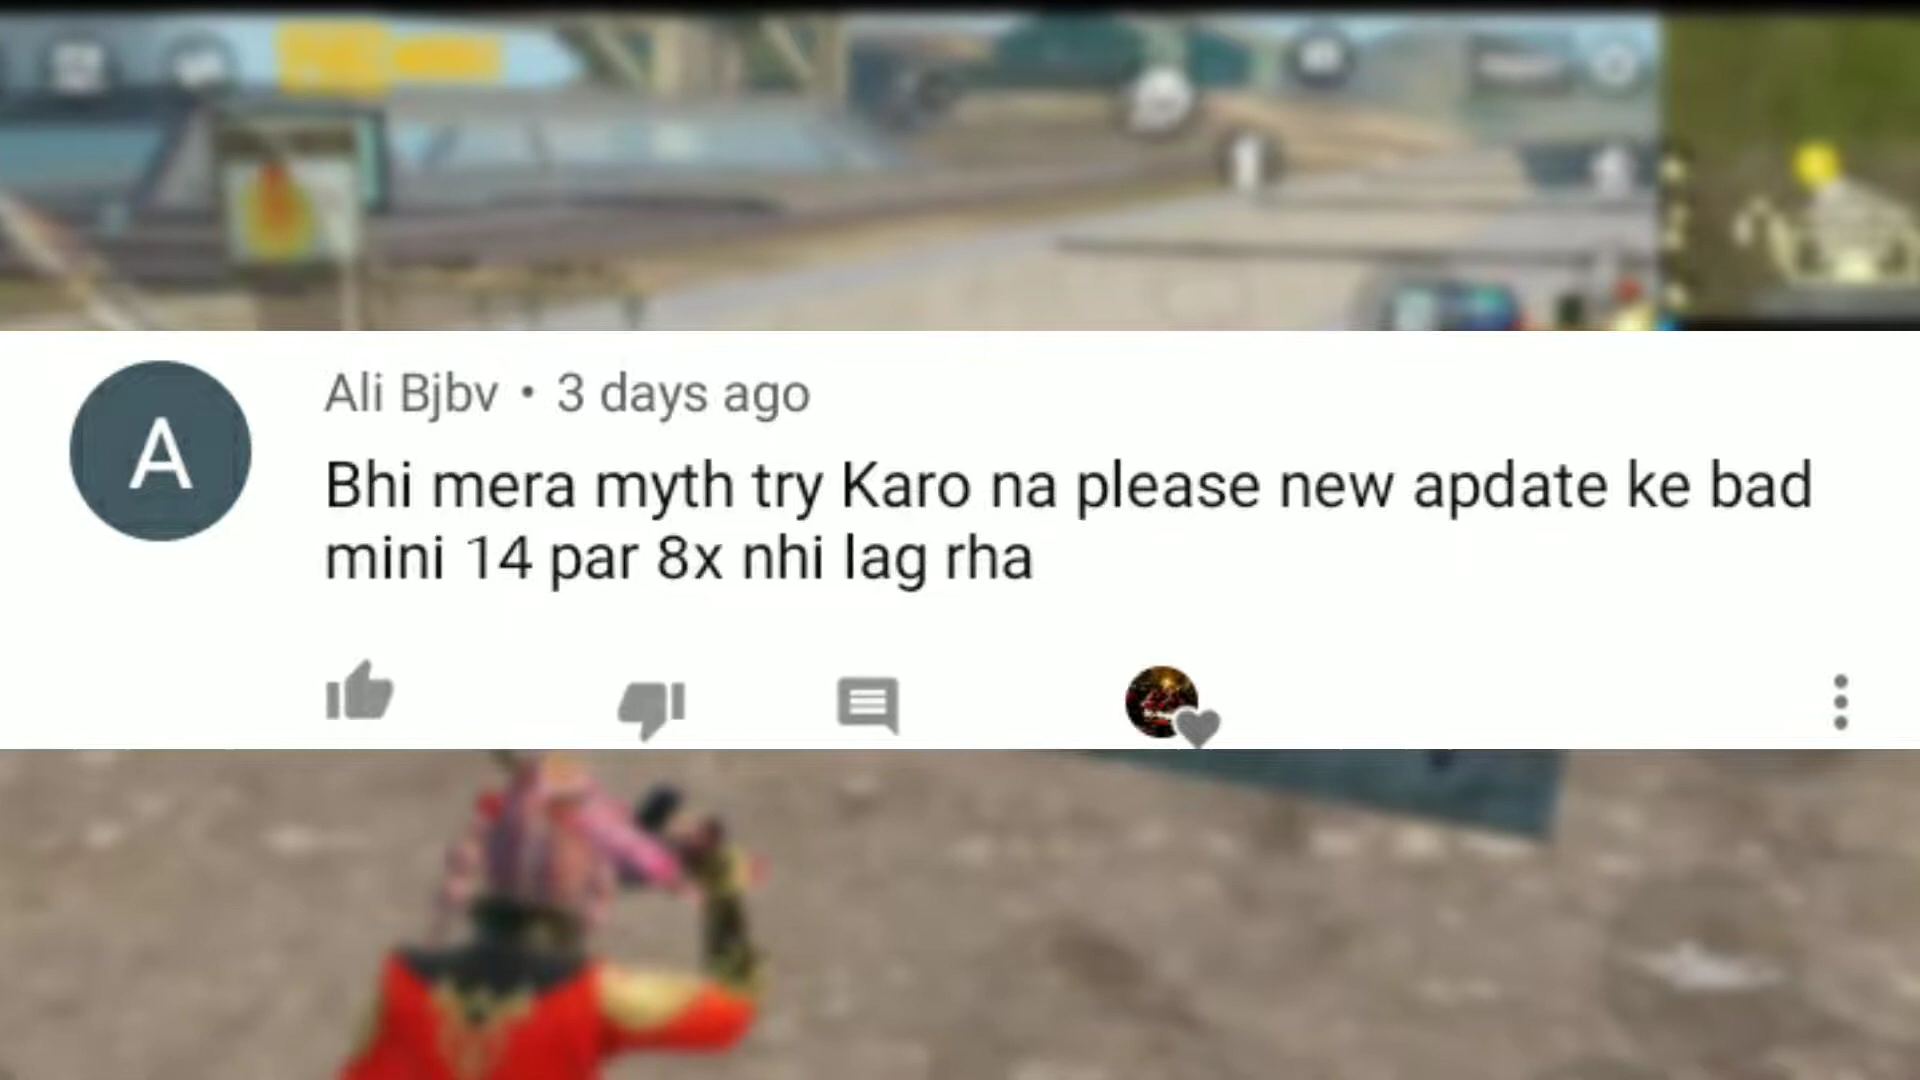 Ali Bjbv • 3 days ago
Bhi mera myth try Karo na please new apdate ke bad
mini 14 par 8x nhi lag rha